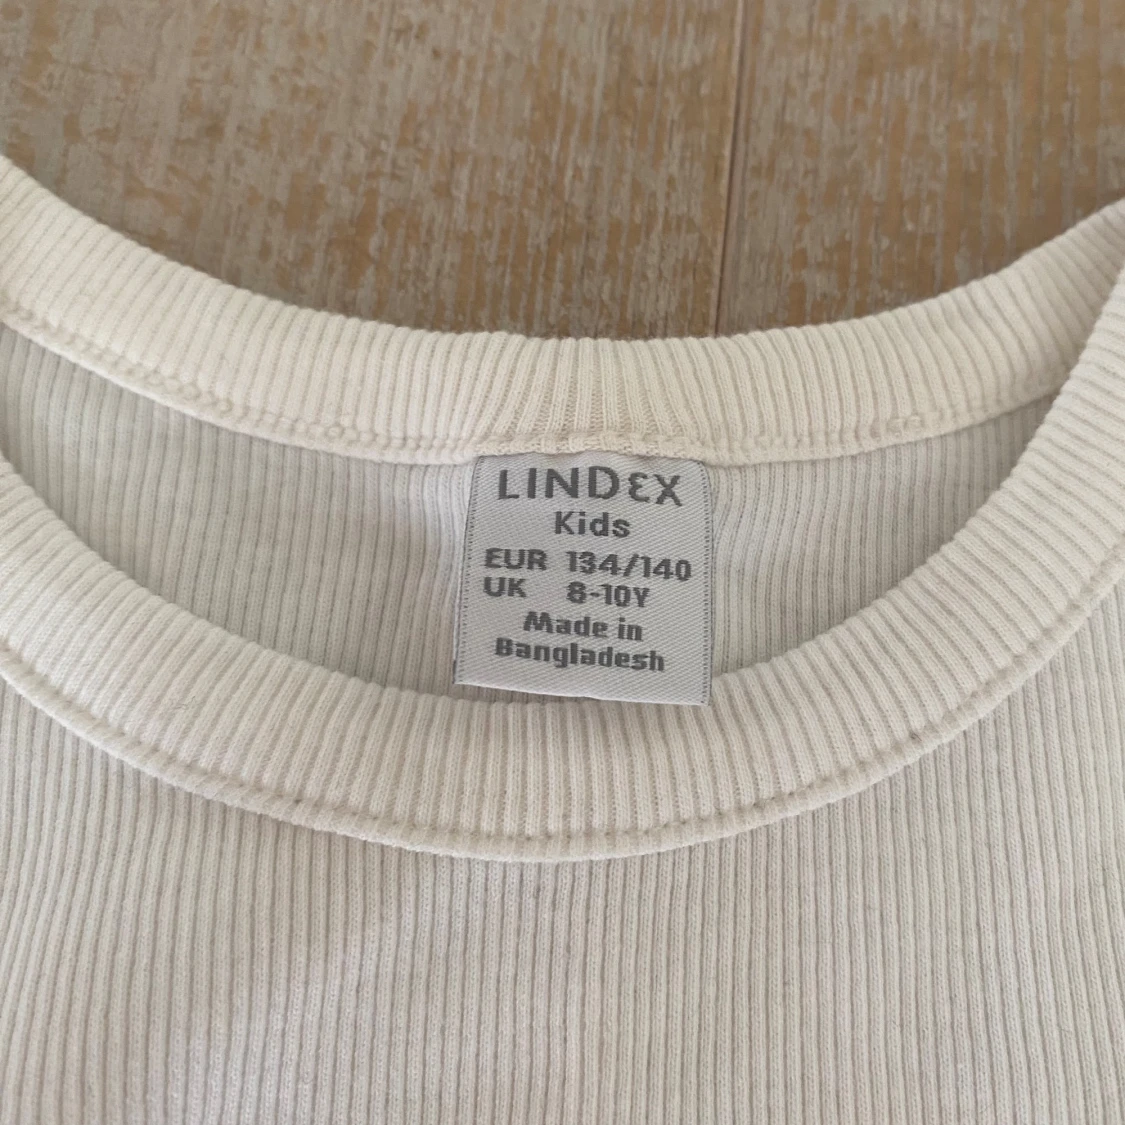 LINDEX
Kids
EUR 134/140
UK 8-10Y
Made in
Bangladesh